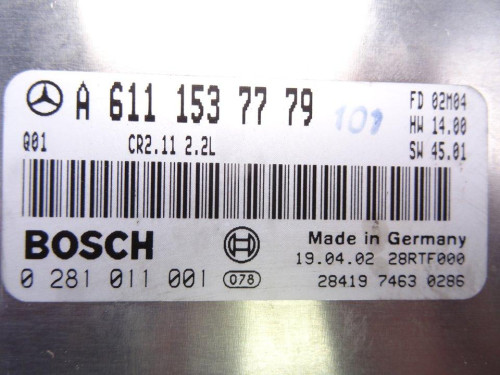 A 611 153 77 79
101
FD 02M04
HW 14.00
SW 45.01
Q01
CR2.11 2.2L
BOSCH
Made in Germany
0 281 011 001
078
19.04.02 28RTF000
28419 7463 0286